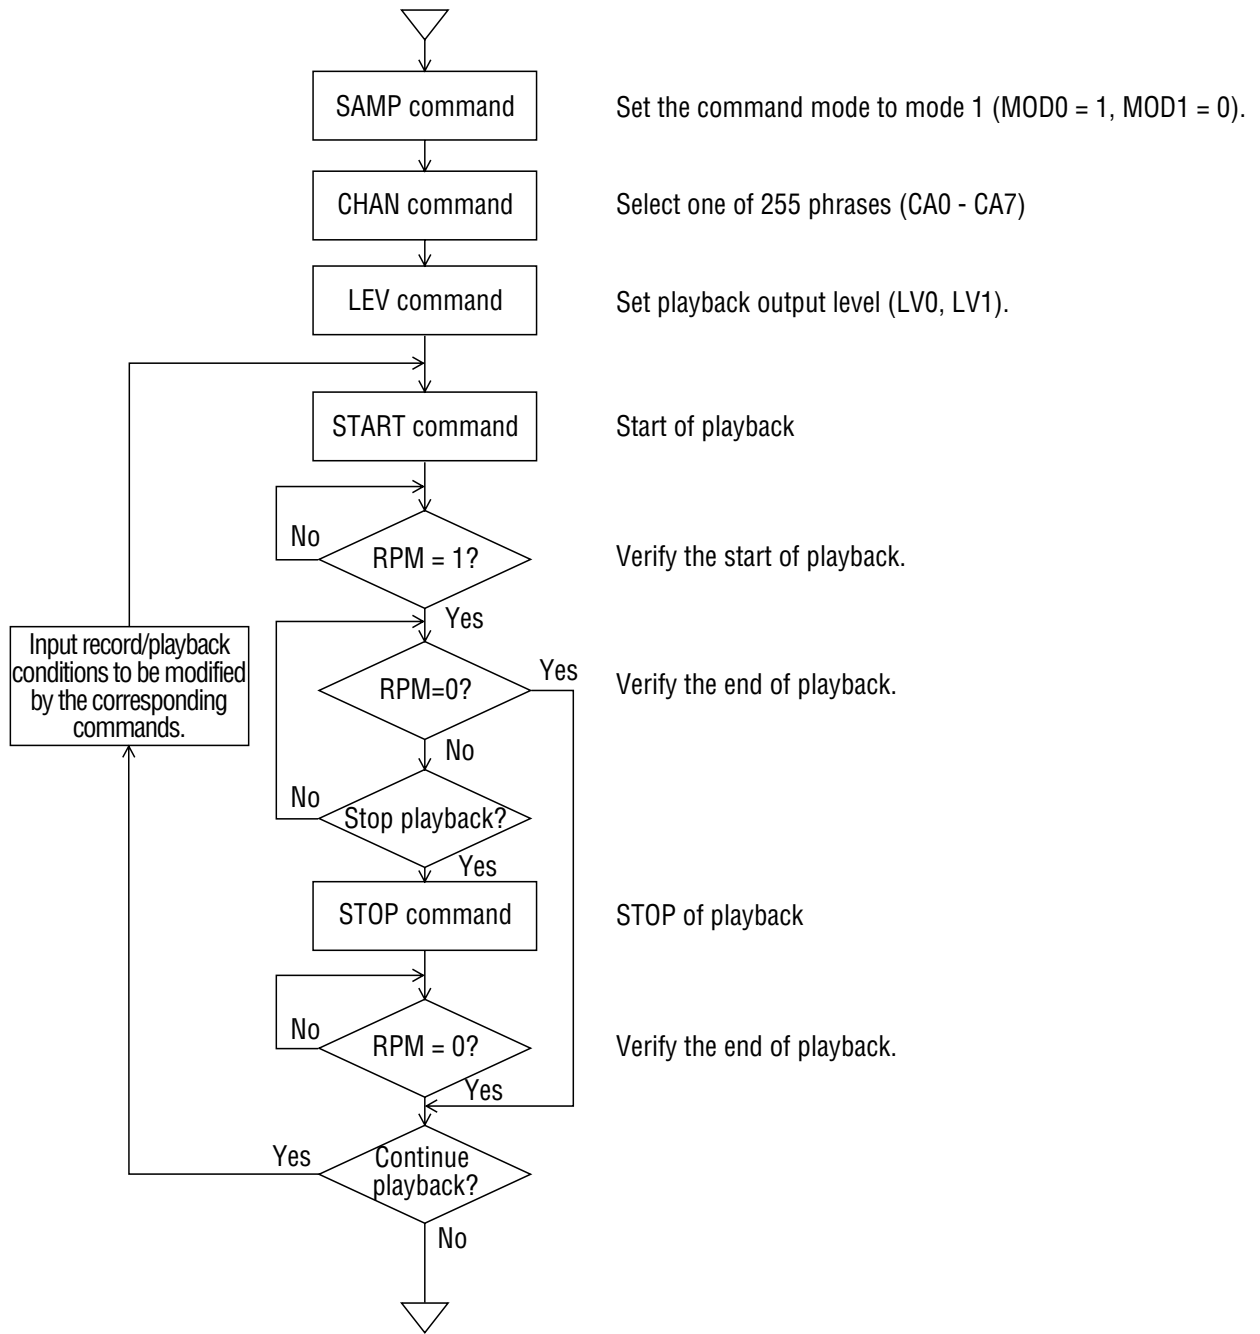 SAMP command
Set the command mode to mode 1 (MOD0 = 1, MOD1 = 0).
CHAN command
Select one of 255 phrases (CA0 - CA7)
LEV command
Set playback output level (LV0, LV1).
START command
Start of playback
No
RPM = 1?
Verify the start of playback.
Yes
Input record/playback
conditions to be modified
by the corresponding
commands.
RPM=0?
Yes
Verify the end of playback.
No
No
Stop playback?
Yes
STOP command
STOP of playback
No
RPM = 0?
Verify the end of playback.
Yes
Yes
Continue
playback?
No